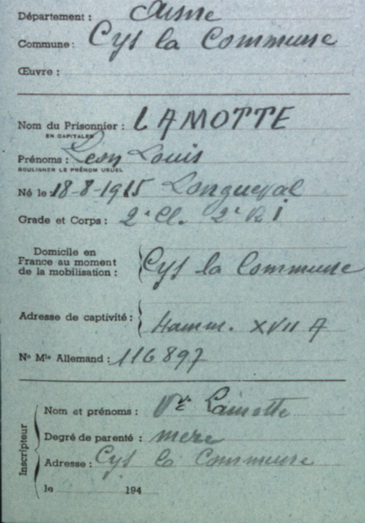 Département : Aisne
Commune : Cys la Commune
Œuvre :
Nom du Prisonnier : LAMOTTE
EN CAPITALES
Prénoms : Leon Louis
SOULIGNER LE PRÉNOM USUEL
Né le 18-8-1915 Longueval
Grade et Corps : 2e Cl. 2e R I
Domicile en
France au moment
de la mobilisation : Cys la Commune
Adresse de captivité : Stamm. XVII A
No Mle Allemand : 116897
Inscripteur
Nom et prénoms : Vve Lamotte
Degré de parenté : mere
Adresse : Cys la Commune
le 194